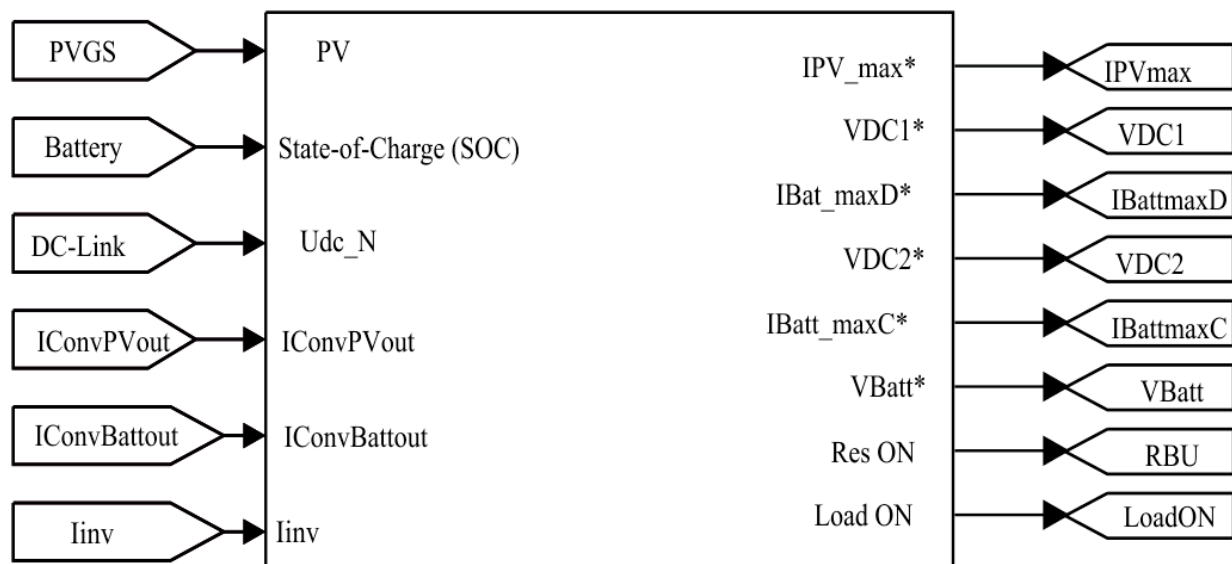 PVGS
PV
Battery
State-of-Charge (SOC)
DC-Link
Udc_N
IConvPVout
IConvPVout
IConvBattout
IConvBattout
Iinv
Iinv
IPV_max*
IPVmax
VDC1*
VDC1
IBat_maxD*
IBattmaxD
VDC2*
VDC2
IBatt_maxC*
IBattmaxC
VBatt*
VBatt
Res ON
RBU
Load ON
LoadON